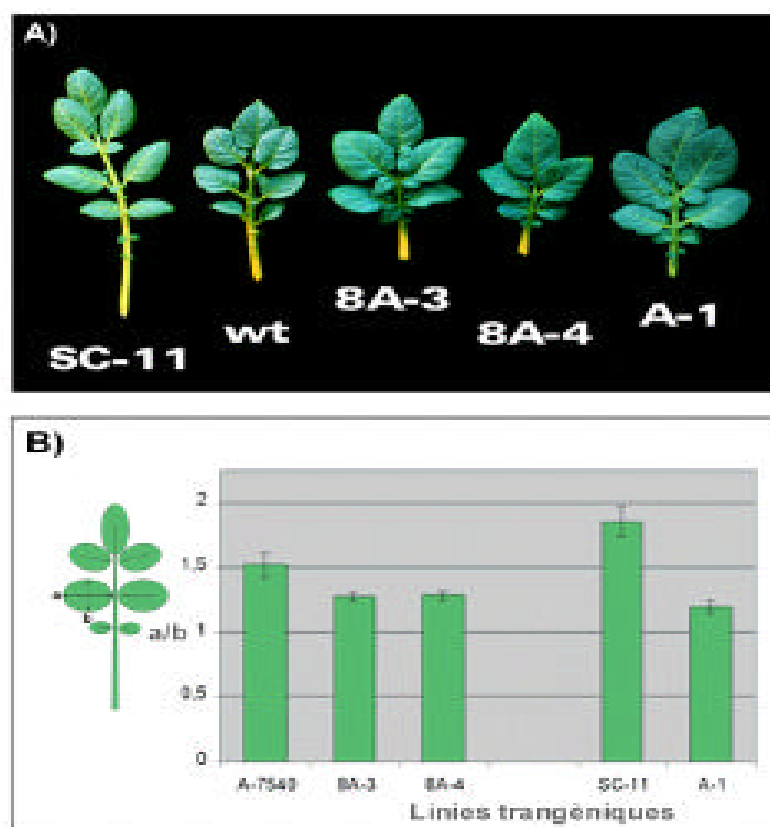 A)
SC-11
wt
8A-3
8A-4
A-1
B)
a
b
a/b
2
1.5
1
0.5
0
A-7540 8A-3 8A-4 SC-11 A-1
Línies trangèniques